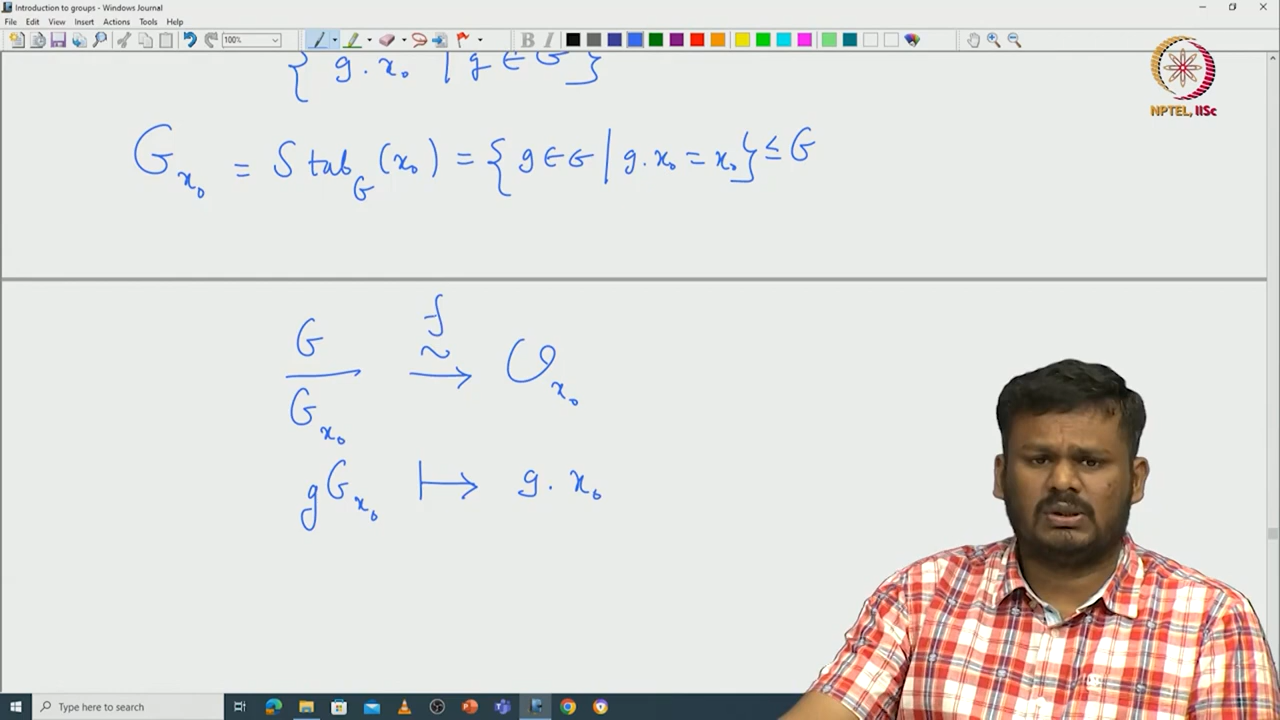 Introduction to groups - Windows Journal
File Edit View Insert Actions Tools Help
100%
B I
{ g.x₀ | g ∈ G }
NPTEL, IISc
G_{x₀} = Stab_G (x₀) = { g ∈ G | g.x₀ = x₀ } ≤ G
f
G / G_{x₀} ⥲ O_{x₀}
gG_{x₀} ↦ g. x₀
Type here to search